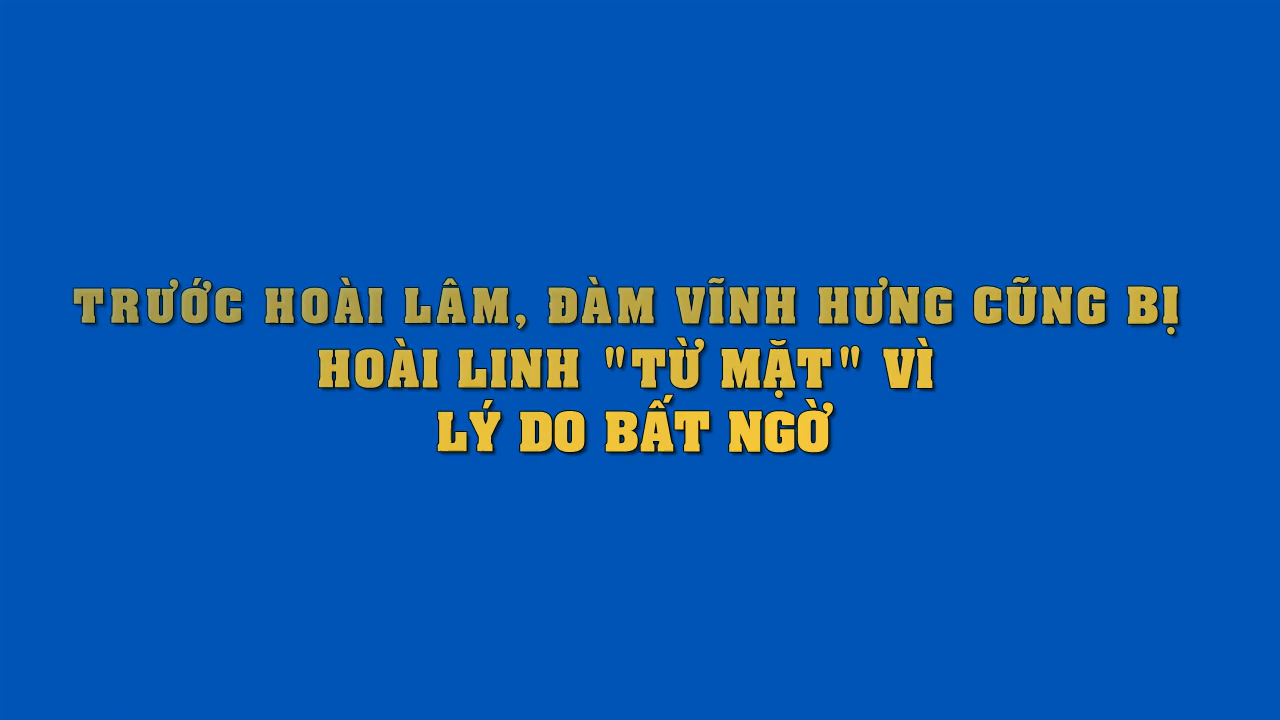 TRƯỚC HOÀI LÂM, ĐÀM VĨNH HƯNG CŨNG BỊ
HOÀI LINH "TỪ MẶT" VÌ
LÝ DO BẤT NGỜ